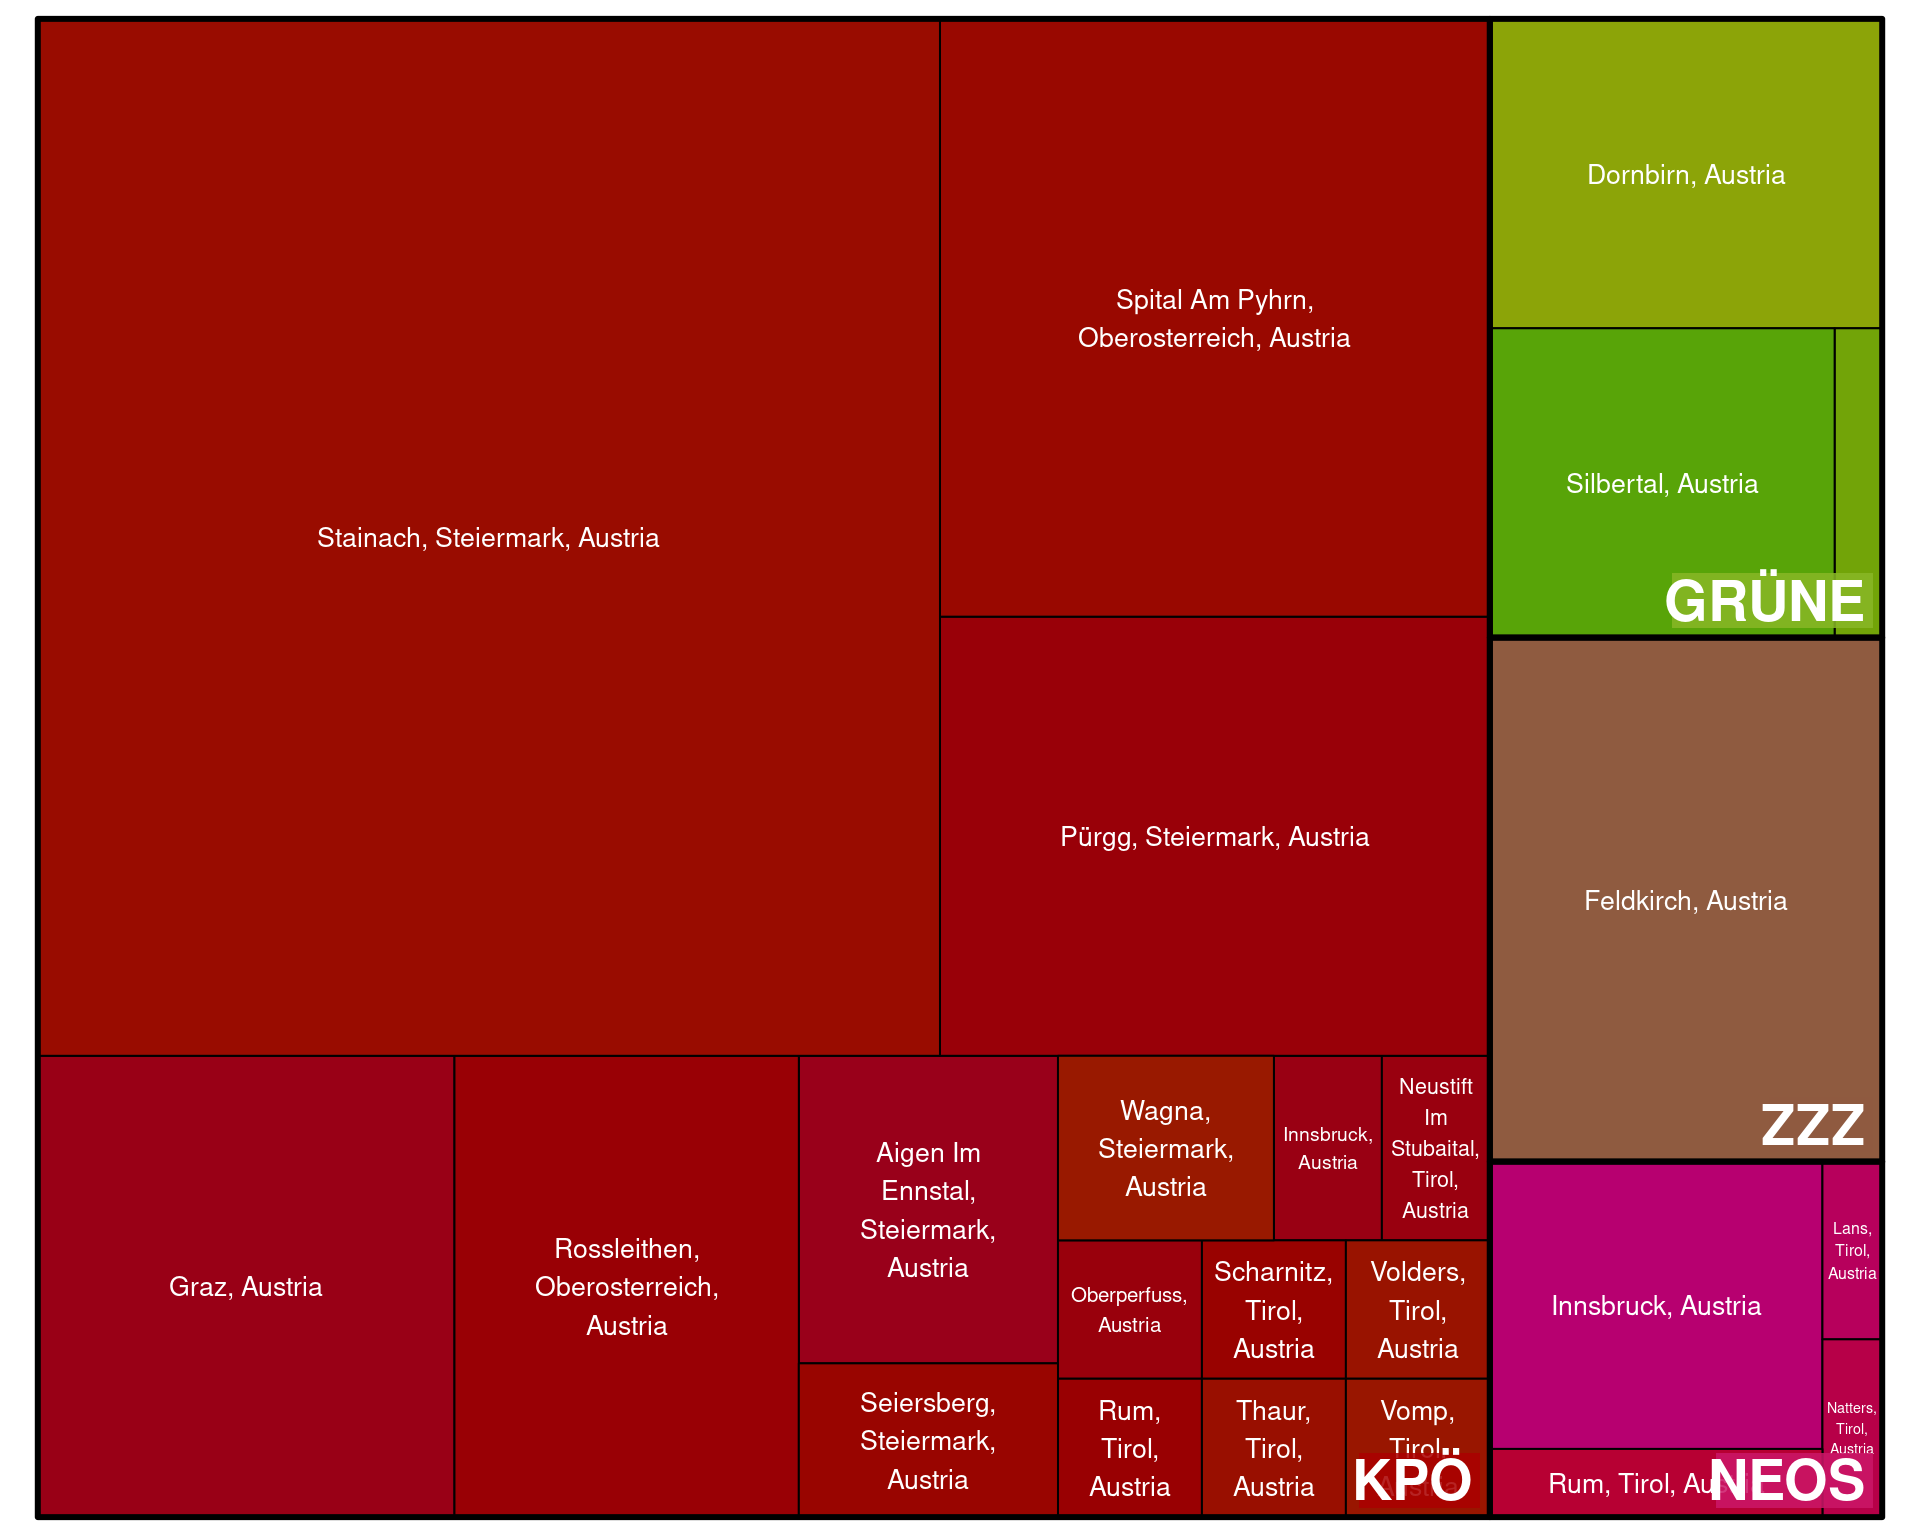 Stainach, Steiermark, Austria
Spital Am Pyhrn,
Oberosterreich, Austria
Pürgg, Steiermark, Austria
Graz, Austria
Rossleithen,
Oberosterreich,
Austria
Aigen Im
Ennstal,
Steiermark,
Austria
Seiersberg,
Steiermark,
Austria
Wagna,
Steiermark,
Austria
Innsbruck,
Austria
Neustift
Im
Stubaital,
Tirol,
Austria
Oberperfuss,
Austria
Scharnitz,
Tirol,
Austria
Volders,
Tirol,
Austria
Rum,
Tirol,
Austria
Thaur,
Tirol,
Austria
Vomp,
Tirol,
Austria
KPÖ
Dornbirn, Austria
Silbertal, Austria
GRÜNE
Feldkirch, Austria
ZZZ
Innsbruck, Austria
Lans,
Tirol,
Austria
Natters,
Tirol,
Austria
Rum, Tirol, Austria
NEOS